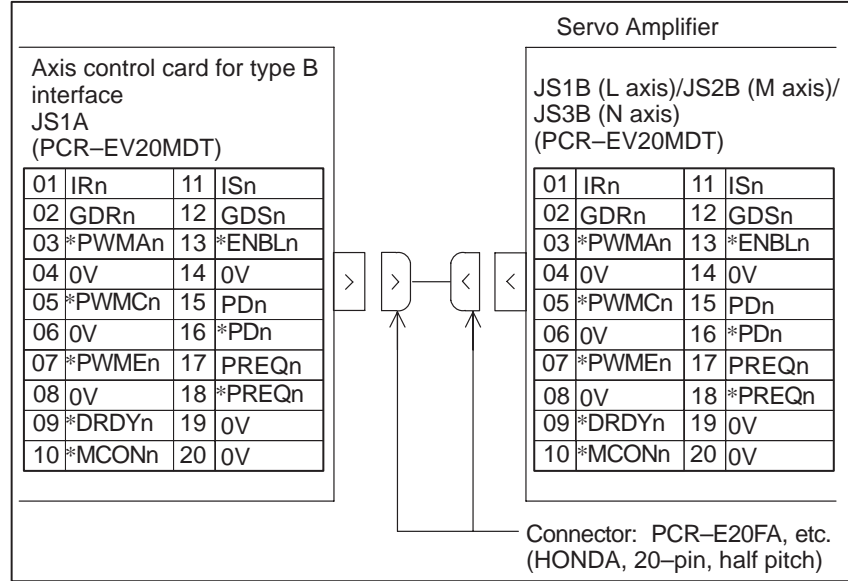 Servo Amplifier
Axis control card for type B
interface
JS1A
(PCR–EV20MDT)
01 IRn 11 ISn
02 GDRn 12 GDSn
03 *PWMAn 13 *ENBLn
04 0V 14 0V
05 *PWMCn 15 PDn
06 0V 16 *PDn
07 *PWMEn 17 PREQn
08 0V 18 *PREQn
09 *DRDYn 19 0V
10 *MCONn 20 0V
JS1B (L axis)/JS2B (M axis)/
JS3B (N axis)
(PCR–EV20MDT)
01 IRn 11 ISn
02 GDRn 12 GDSn
03 *PWMAn 13 *ENBLn
04 0V 14 0V
05 *PWMCn 15 PDn
06 0V 16 *PDn
07 *PWMEn 17 PREQn
08 0V 18 *PREQn
09 *DRDYn 19 0V
10 *MCONn 20 0V
Connector: PCR–E20FA, etc.
(HONDA, 20–pin, half pitch)